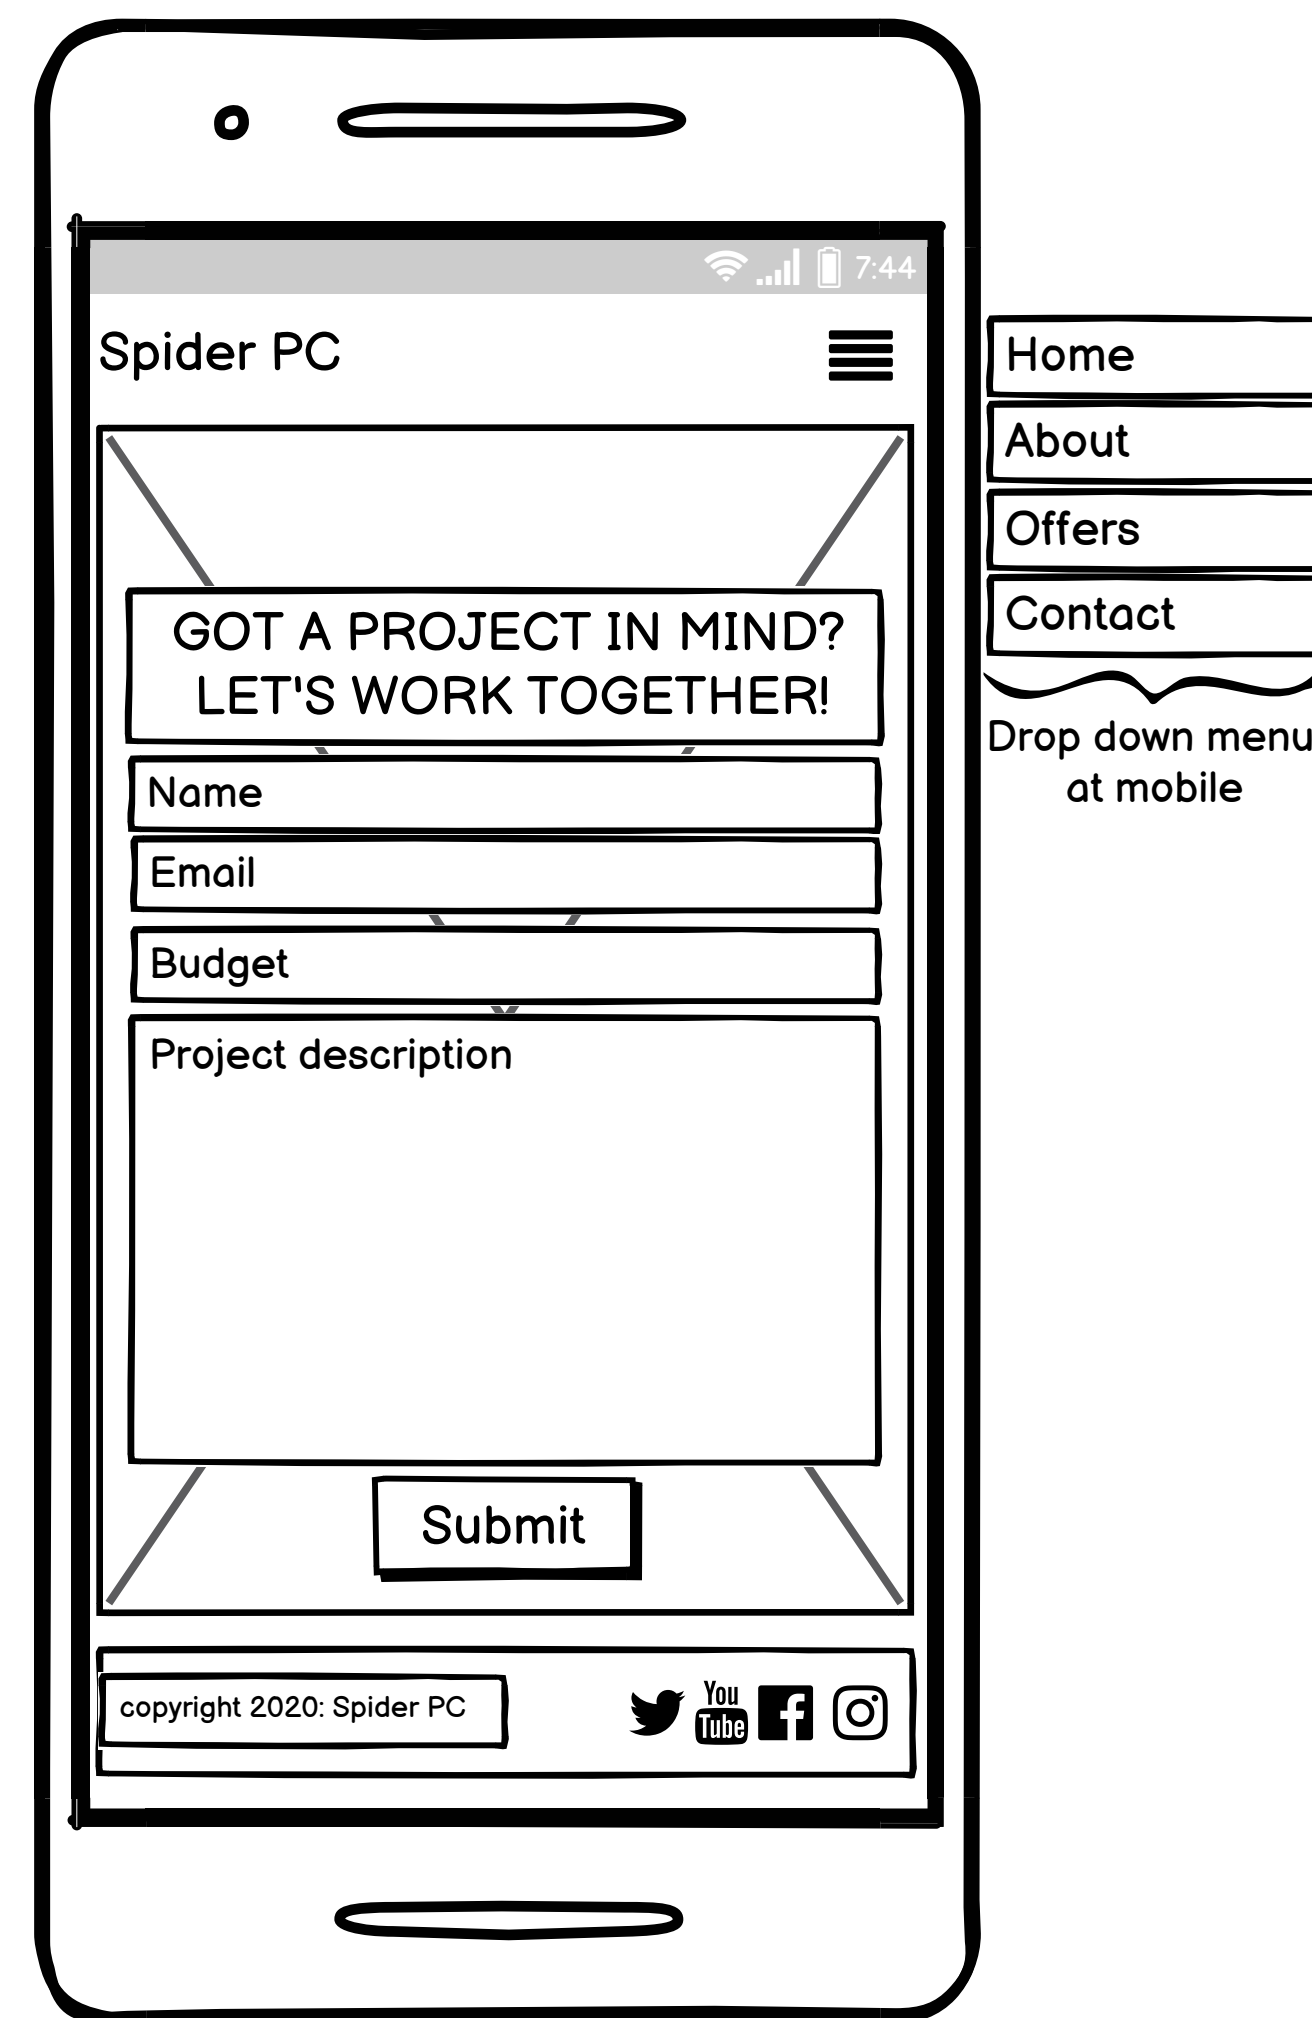 7:44
Spider PC
Home
About
Offers
Contact
Drop down menu
at mobile
GOT A PROJECT IN MIND?
LET'S WORK TOGETHER!
Name
Email
Budget
Project description
Submit
copyright 2020: Spider PC
You
Tube